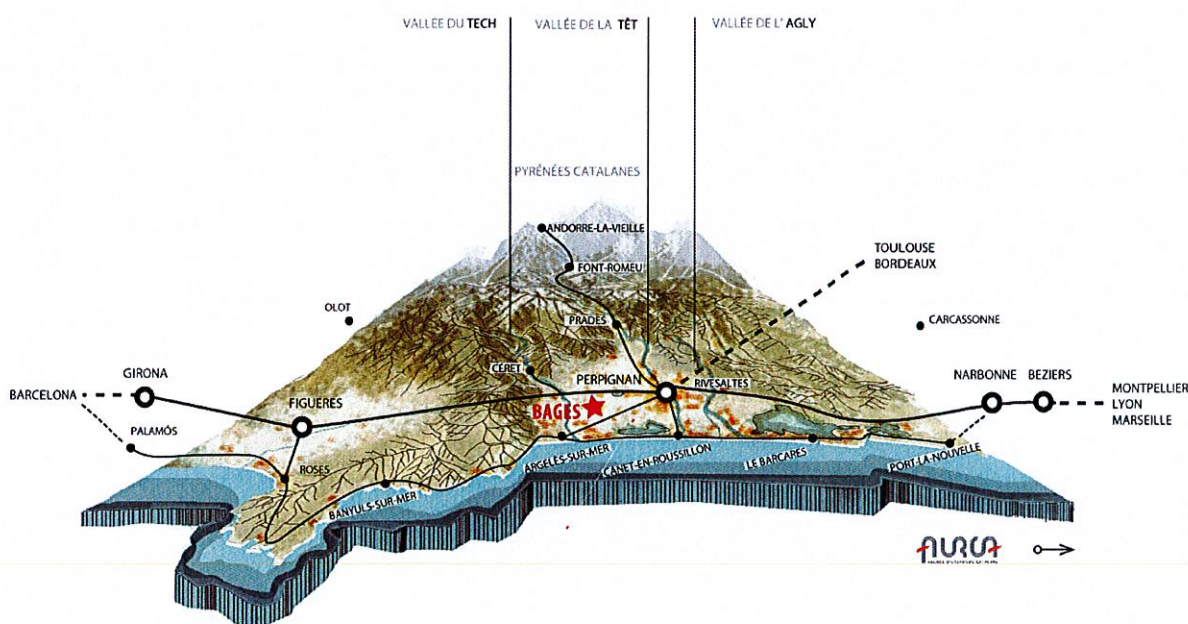 VALLÉE DU TECH
VALLÉE DE LA TÊT
VALLÉE DE L' AGLY
PYRÉNÉES CATALANES
ANDORRE-LA-VIEILLE
TOULOUSE
BORDEAUX
FONT-ROMEU
OLOT
PRADES
CARCASSONNE
CÉRET
PERPIGNAN
RIVESALTES
GIRONA
NARBONNE
BEZIERS
BARCELONA
FIGUERES
BAGES
MONTPELLIER
LYON
MARSEILLE
PALAMÓS
ROSES
ARGELÈS-SUR-MER
CANET-EN-ROUSSILLON
LE BARCARÈS
PORT-LA-NOUVELLE
BANYULS-SUR-MER
AURCA